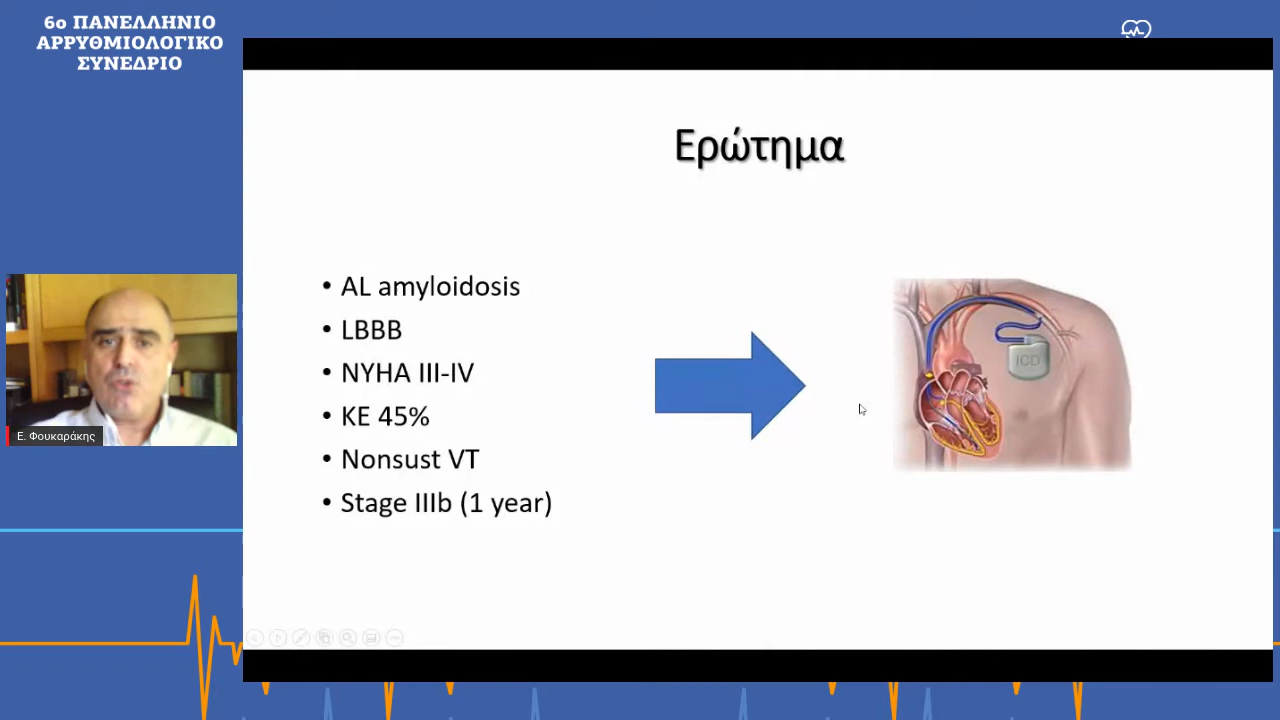 6ο ΠΑΝΕΛΛΗΝΙΟ
ΑΡΡΥΘΜΙΟΛΟΓΙΚΟ
ΣΥΝΕΔΡΙΟ
Ερώτημα
• AL amyloidosis
• LBBB
• NYHA III-IV
• ΚΕ 45%
• Nonsust VT
• Stage IIIb (1 year)
ICD
Ε. Φουκαράκης